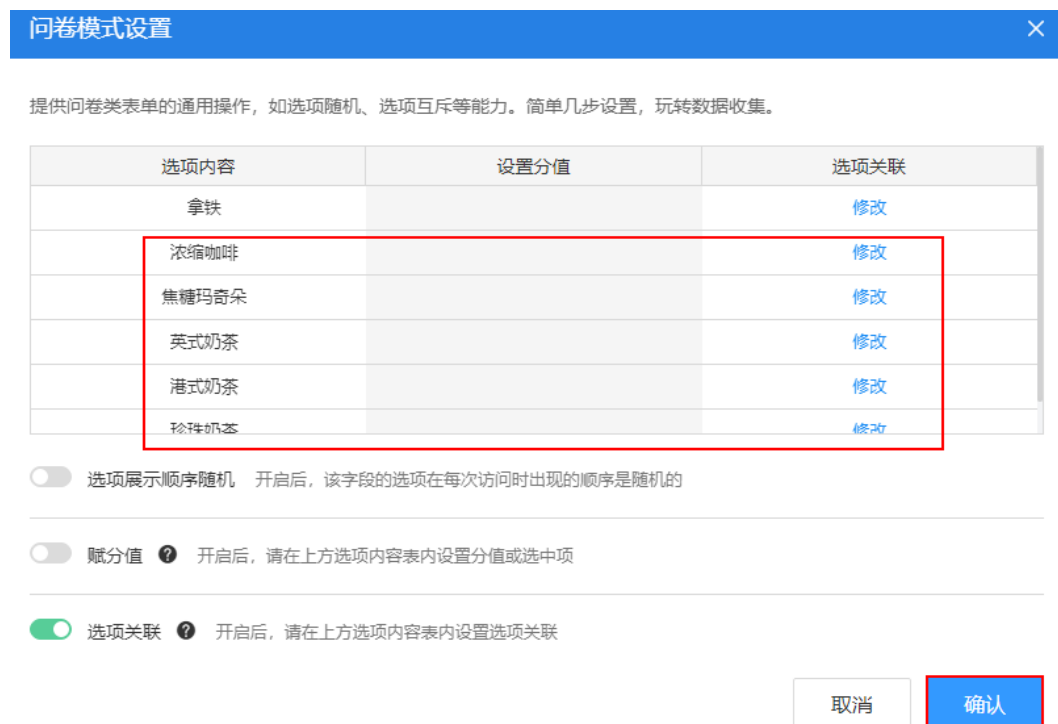 问卷模式设置
提供问卷类表单的通用操作，如选项随机、选项互斥等能力。简单几步设置，玩转数据收集。
选项内容 设置分值 选项关联
拿铁 修改
浓缩咖啡 修改
焦糖玛奇朵 修改
英式奶茶 修改
港式奶茶 修改
珍珠奶茶 修改
选项展示顺序随机 开启后，该字段的选项在每次访问时出现的顺序是随机的
赋分值 ? 开启后，请在上方选项内容表内设置分值或选中项
选项关联 ? 开启后，请在上方选项内容表内设置选项关联
取消 确认